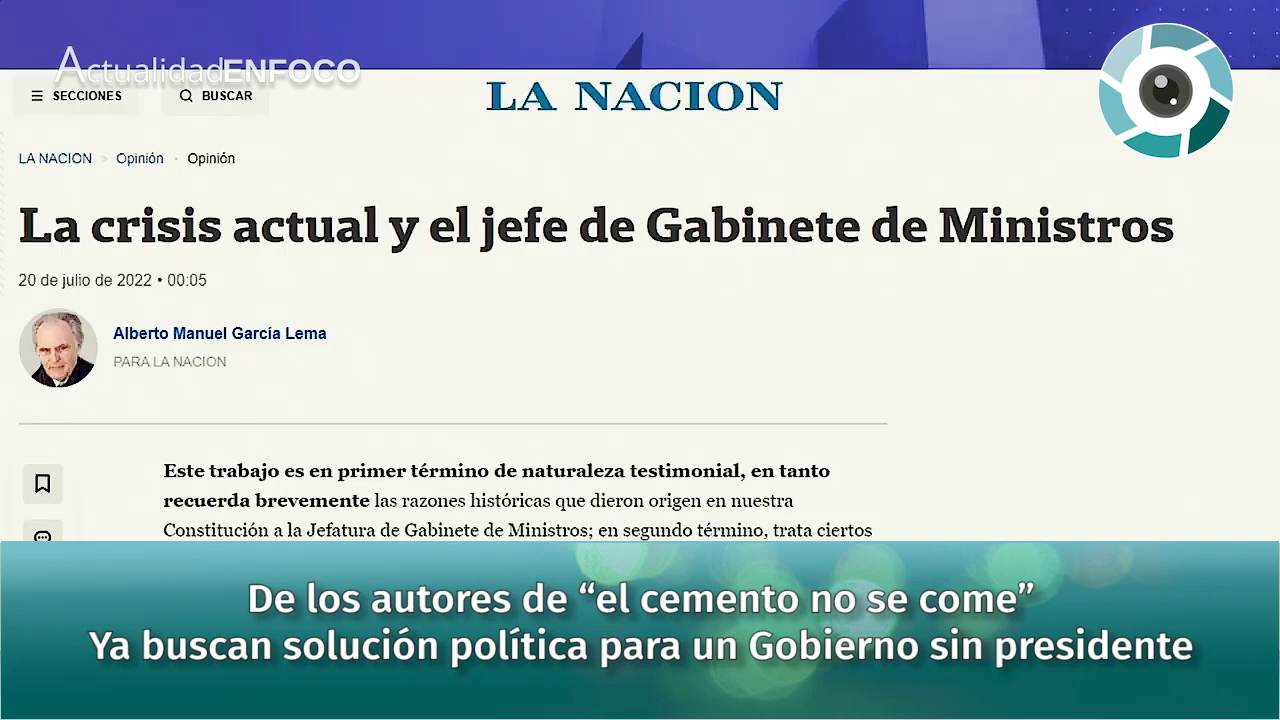 ActualidadENFOCO
SECCIONES
BUSCAR
LA NACION
LA NACION > Opinión • Opinión
La crisis actual y el jefe de Gabinete de Ministros
20 de julio de 2022 • 00:05
Alberto Manuel García Lema
PARA LA NACION
Este trabajo es en primer término de naturaleza testimonial, en tanto
recuerda brevemente las razones históricas que dieron origen en nuestra
Constitución a la Jefatura de Gabinete de Ministros; en segundo término, trata ciertos
De los autores de “el cemento no se come”
Ya buscan solución política para un Gobierno sin presidente